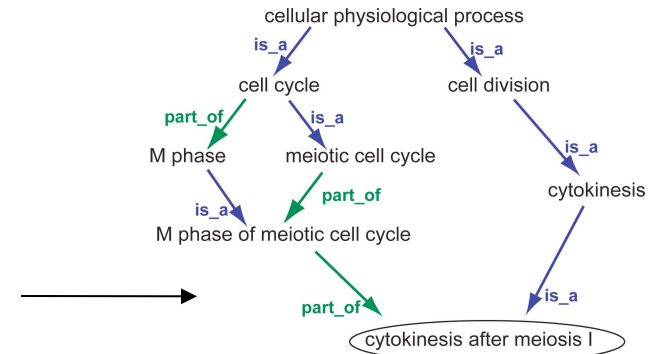 cellular physiological process
is_a
is_a
cell cycle
cell division
part_of
is_a
is_a
M phase
meiotic cell cycle
cytokinesis
part_of
is_a
M phase of meiotic cell cycle
is_a
part_of
cytokinesis after meiosis I